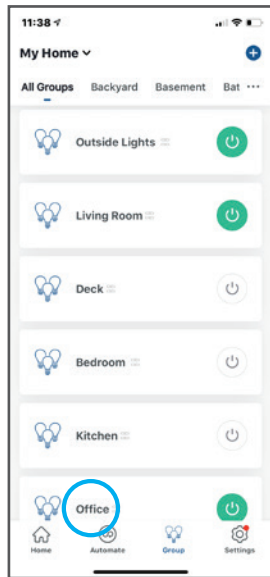 11:38
My Home
All Groups Backyard Basement Bat ...
Outside Lights
Living Room
Deck
Bedroom
Kitchen
Office
Home Automate Group Settings